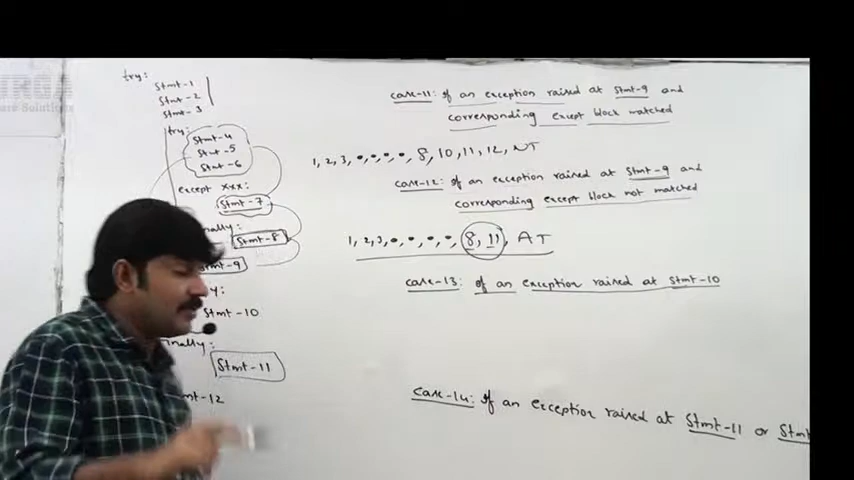 try:
Stmt-1
Stmt-2
Stmt-3
try:
Stmt-4
Stmt-5
Stmt-6
except xxx:
Stmt-7
nally:
Stmt-8
Stmt-9
y:
Stmt-10
inally:
Stmt-11
mt-12
case-11: if an exception raised at Stmt-9 and
corresponding except block matched
1, 2, 3, •, •, •, •, 8, 10, 11, 12, NT
case-12: if an exception raised at Stmt-9 and
corresponding except block not matched
1, 2, 3, •, •, •, •, 8, 11, AT
case-13: if an exception raised at Stmt-10
case-14: if an exception raised at Stmt-11 or Stmt